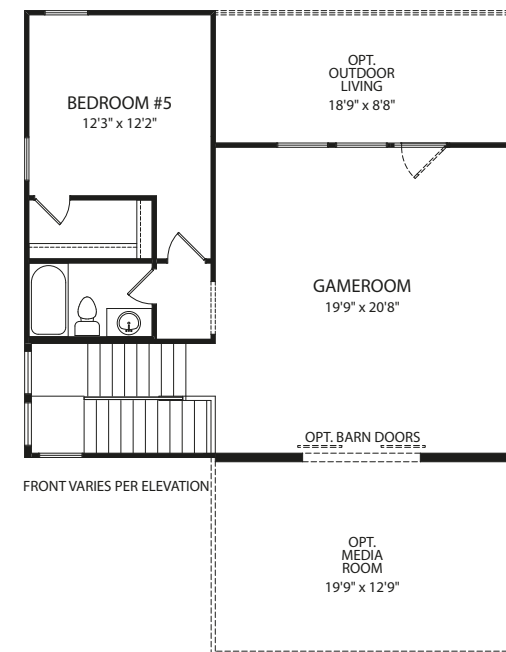 OPT.
OUTDOOR
LIVING
18'9" x 8'8"
BEDROOM #5
12'3" x 12'2"
GAMEROOM
19'9" x 20'8"
OPT. BARN DOORS
FRONT VARIES PER ELEVATION
OPT.
MEDIA
ROOM
19'9" x 12'9"